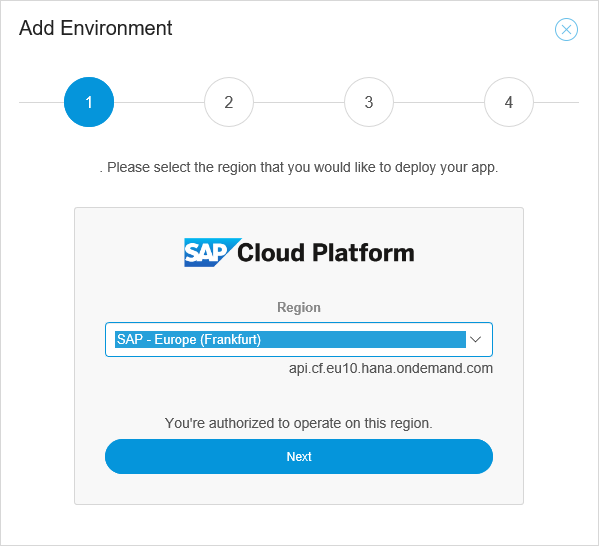 Add Environment
1
2
3
4
. Please select the region that you would like to deploy your app.
SAP Cloud Platform
Region
SAP - Europe (Frankfurt)
api.cf.eu10.hana.ondemand.com
You're authorized to operate on this region.
Next